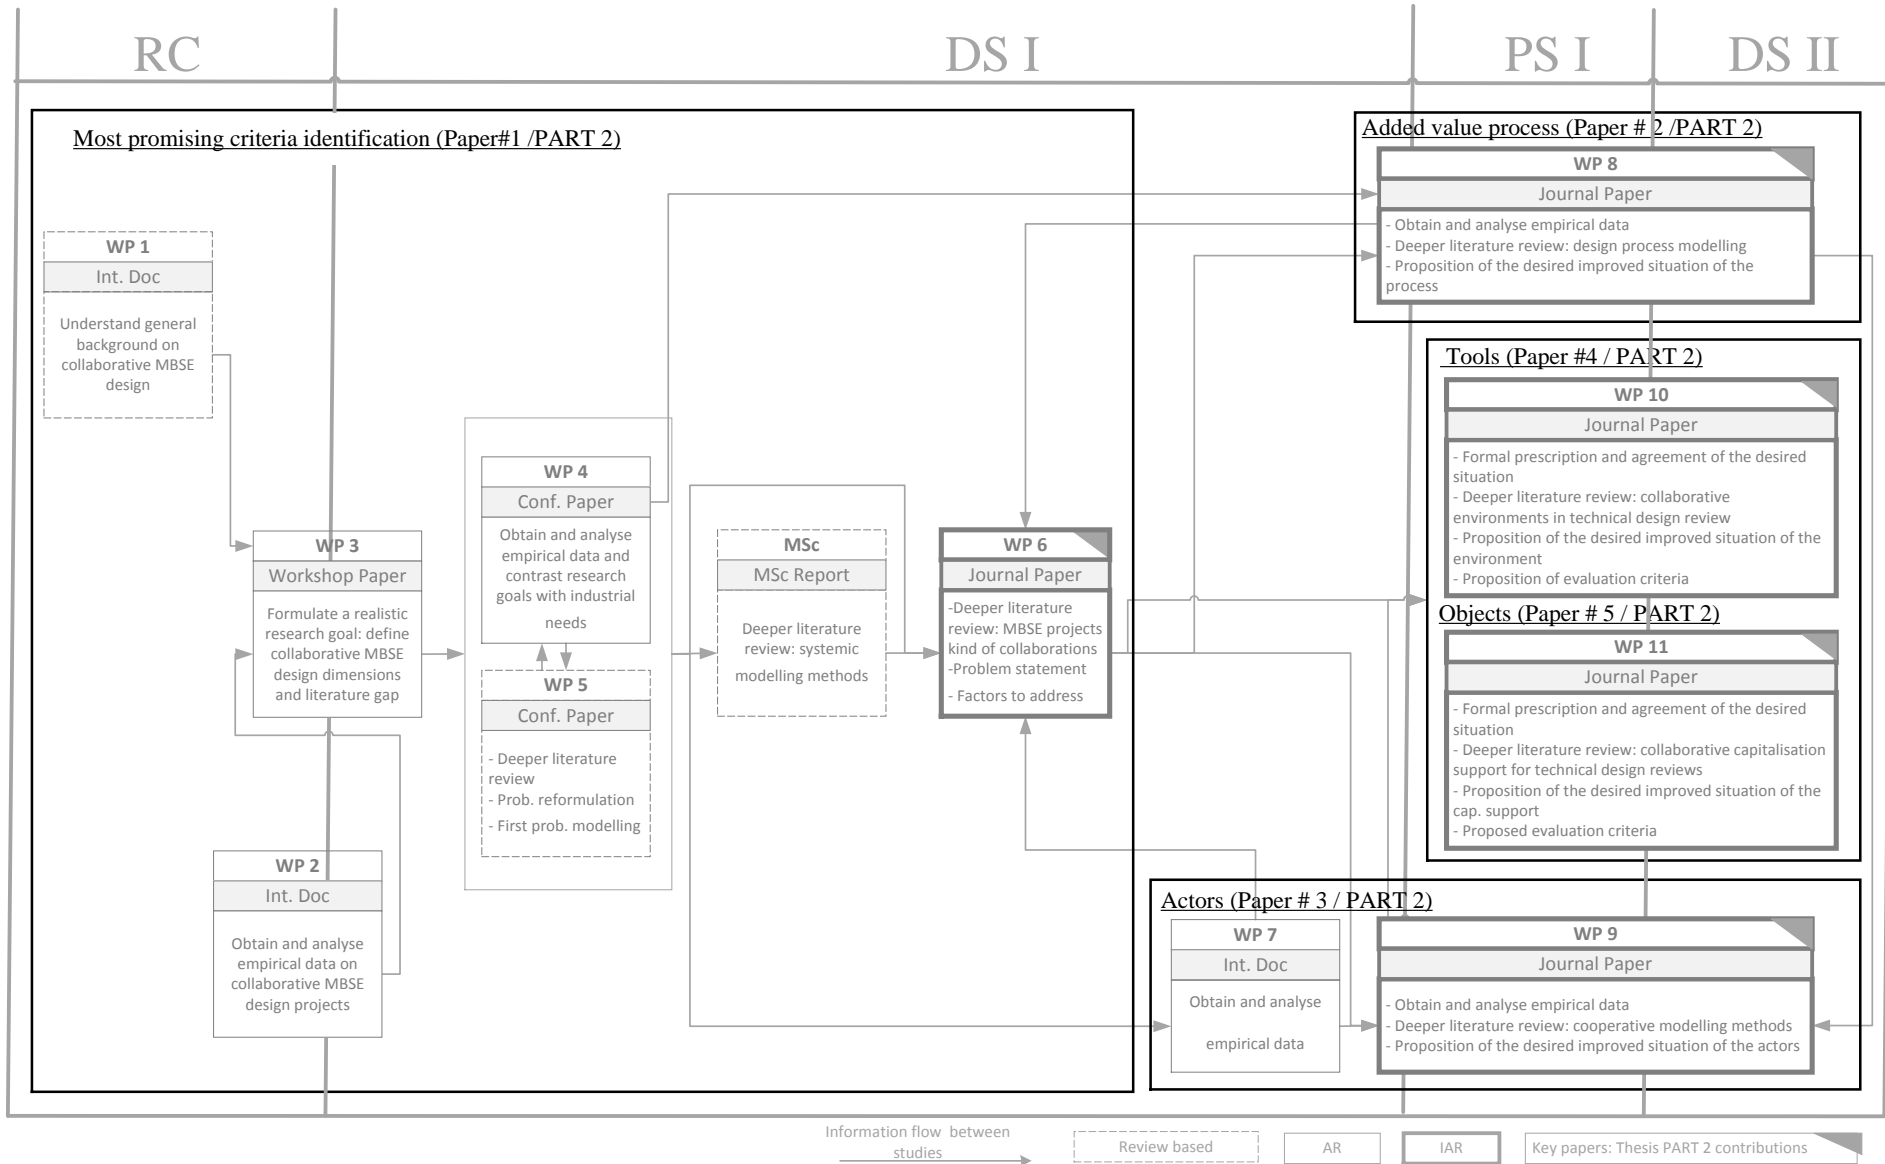 RC
DS I
PS I
DS II
Most promising criteria identification (Paper#1 /PART 2)
Added value process (Paper # 2 /PART 2)
WP 8
Journal Paper
- Obtain and analyse empirical data
- Deeper literature review: design process modelling
- Proposition of the desired improved situation of the
process
WP 1
Int. Doc
Understand general
background on
collaborative MBSE
design
Tools (Paper #4 / PART 2)
WP 10
Journal Paper
- Formal prescription and agreement of the desired
situation
- Deeper literature review: collaborative
environments in technical design review
- Proposition of the desired improved situation of the
environment
- Proposition of evaluation criteria
WP 4
Conf. Paper
Obtain and analyse
empirical data and
contrast research
goals with industrial
needs
WP 3
Workshop Paper
Formulate a realistic
research goal: define
collaborative MBSE
design dimensions
and literature gap
MSc
MSc Report
Deeper literature
review: systemic
modelling methods
WP 6
Journal Paper
-Deeper literature
review: MBSE projects
kind of collaborations
-Problem statement
- Factors to address
Objects (Paper # 5 / PART 2)
WP 11
Journal Paper
- Formal prescription and agreement of the desired
situation
- Deeper literature review: collaborative capitalisation
support for technical design reviews
- Proposition of the desired improved situation of the
cap. support
- Proposed evaluation criteria
WP 5
Conf. Paper
- Deeper literature
review
- Prob. reformulation
- First prob. modelling
WP 2
Int. Doc
Obtain and analyse
empirical data on
collaborative MBSE
design projects
Actors (Paper # 3 / PART 2)
WP 7
Int. Doc
Obtain and analyse
empirical data
WP 9
Journal Paper
- Obtain and analyse empirical data
- Deeper literature review: cooperative modelling methods
- Proposition of the desired improved situation of the actors
Information flow between
studies
Review based
AR
IAR
Key papers: Thesis PART 2 contributions